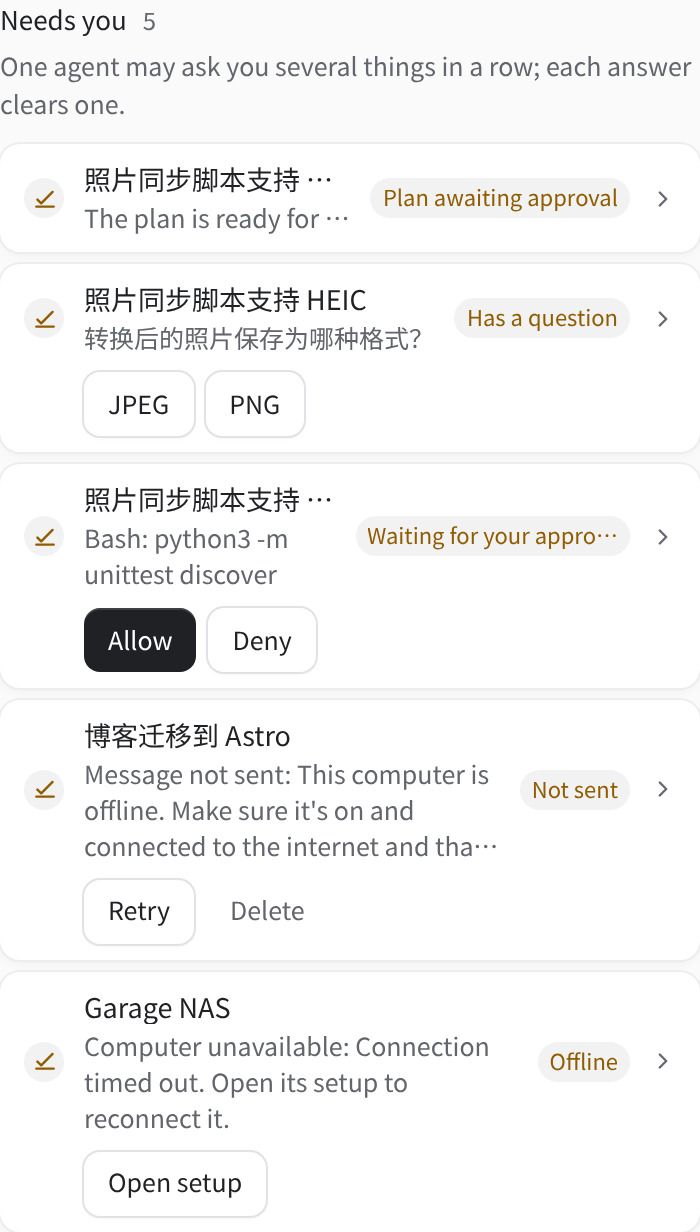 Needs you 5
One agent may ask you several things in a row; each answer
clears one.
照片同步脚本支持 ···
Plan awaiting approval
The plan is ready for ···
照片同步脚本支持 HEIC
Has a question
转换后的照片保存为哪种格式？
JPEG PNG
照片同步脚本支持 ···
Bash: python3 -m
Waiting for your appro···
unittest discover
Allow Deny
博客迁移到 Astro
Message not sent: This computer is
offline. Make sure it's on and
connected to the internet and tha···
Not sent
Retry Delete
Garage NAS
Computer unavailable: Connection
timed out. Open its setup to
reconnect it.
Offline
Open setup